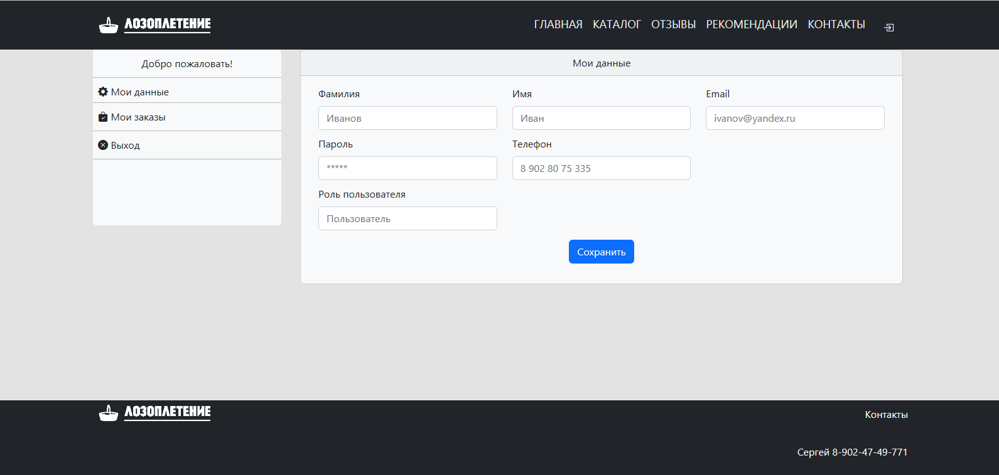 ЛОЗОПЛЕТЕНИЕ
ГЛАВНАЯ КАТАЛОГ ОТЗЫВЫ РЕКОМЕНДАЦИИ КОНТАКТЫ
Добро пожаловать!
Мои данные
Мои заказы
Выход
Мои данные
Фамилия Имя Email
Иванов Иван ivanov@yandex.ru
Пароль Телефон
***** 8 902 80 75 335
Роль пользователя
Пользователь
Сохранить
ЛОЗОПЛЕТЕНИЕ
Контакты
Сергей 8-902-47-49-771